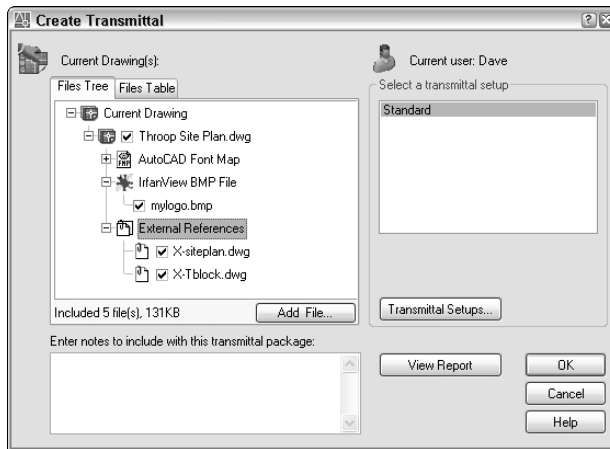 Create Transmittal
Current Drawing(s):
Current user: Dave
Files Tree
Files Table
Current Drawing
Throop Site Plan.dwg
AutoCAD Font Map
IrfanView BMP File
mylogo.bmp
External References
X-siteplan.dwg
X-Tblock.dwg
Included 5 file(s), 131KB
Add File...
Select a transmittal setup
Standard
Transmittal Setups...
Enter notes to include with this transmittal package:
View Report
OK
Cancel
Help